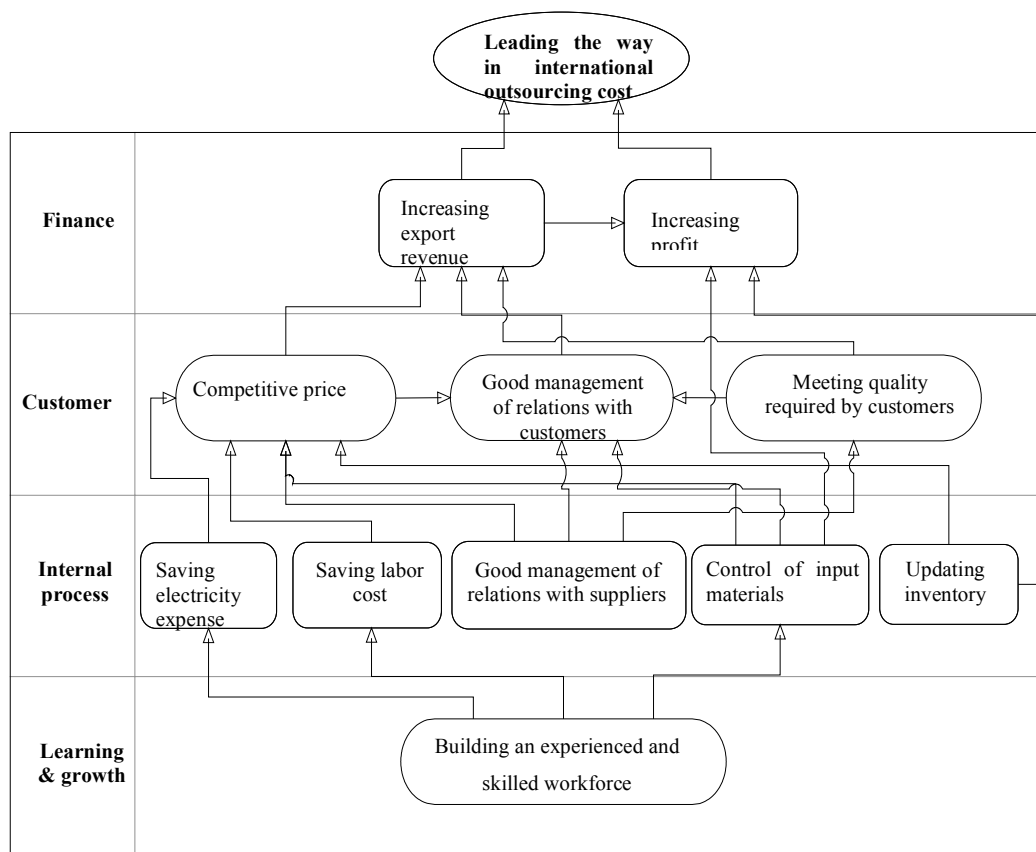 Leading the way
in international
outsourcing cost
Finance
Increasing
export
revenue
Increasing
profit
Customer
Competitive price
Good management
of relations with
customers
Meeting quality
required by customers
Internal
process
Saving
electricity
expense
Saving labor
cost
Good management of
relations with suppliers
Control of input
materials
Updating
inventory
Learning
& growth
Building an experienced and
skilled workforce